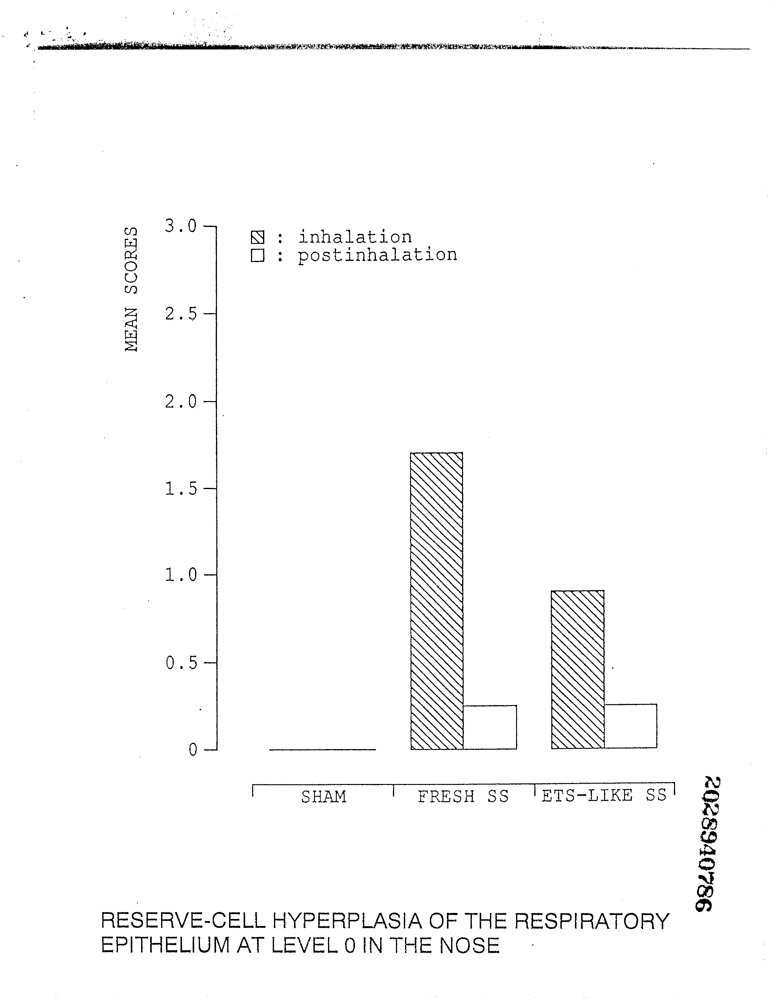 MEAN SCORES
3.0
2.5
2.0
1.5
1.0
0.5
0
: inhalation
: postinhalation
SHAM
FRESH SS
ETS-LIKE SS
2028940786
RESERVE-CELL HYPERPLASIA OF THE RESPIRATORY
EPITHELIUM AT LEVEL 0 IN THE NOSE